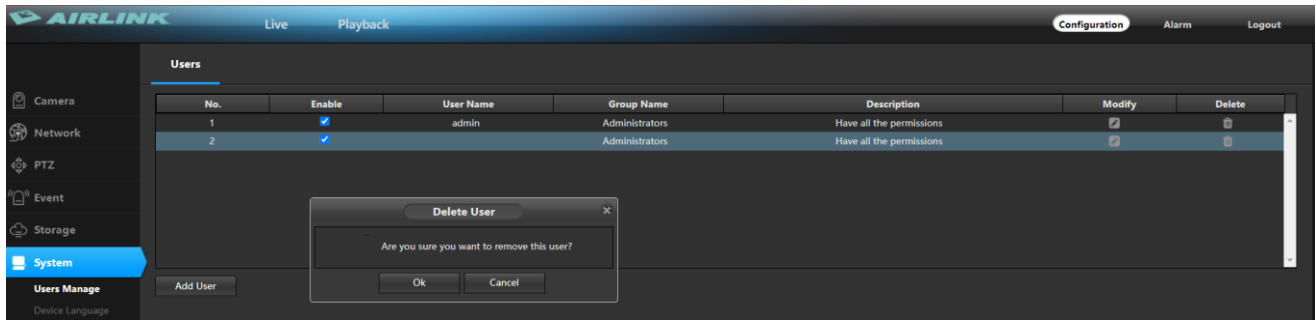 AIRLINK Live Playback Configuration Alarm Logout
Users
Camera
Network
PTZ
Event
Storage
System
Users Manage
Device Language
No. Enable User Name Group Name Description Modify Delete
1 admin Administrators Have all the permissions
2 Administrators Have all the permissions
Delete User
Are you sure you want to remove this user?
Ok Cancel
Add User